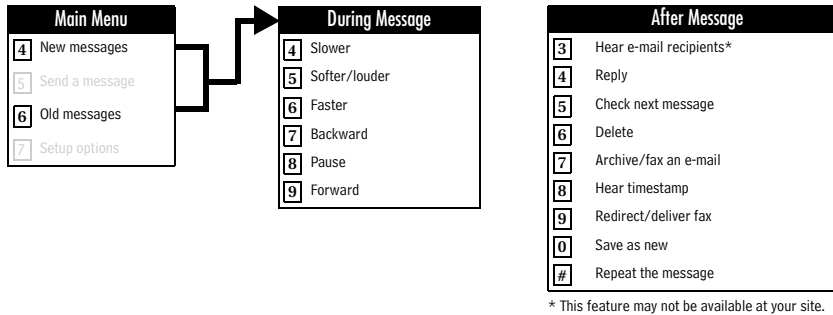 Main Menu
4 New messages
5 Send a message
6 Old messages
7 Setup options
During Message
4 Slower
5 Softer/louder
6 Faster
7 Backward
8 Pause
9 Forward
After Message
3 Hear e-mail recipients*
4 Reply
5 Check next message
6 Delete
7 Archive/fax an e-mail
8 Hear timestamp
9 Redirect/deliver fax
0 Save as new
# Repeat the message
* This feature may not be available at your site.